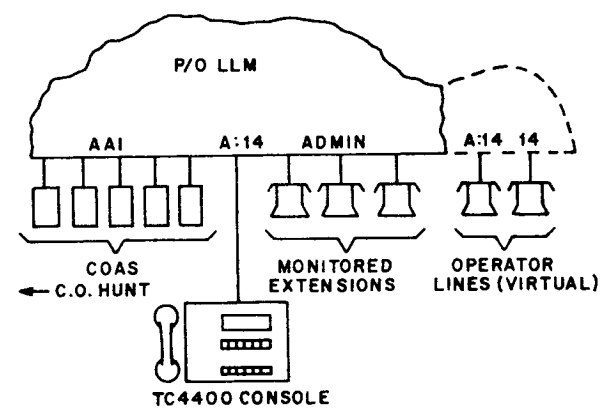 P/O LLM
AAI A:14 ADMIN A:14 14
COAS
← C.O. HUNT
MONITORED
EXTENSIONS
OPERATOR
LINES (VIRTUAL)
TC4400 CONSOLE